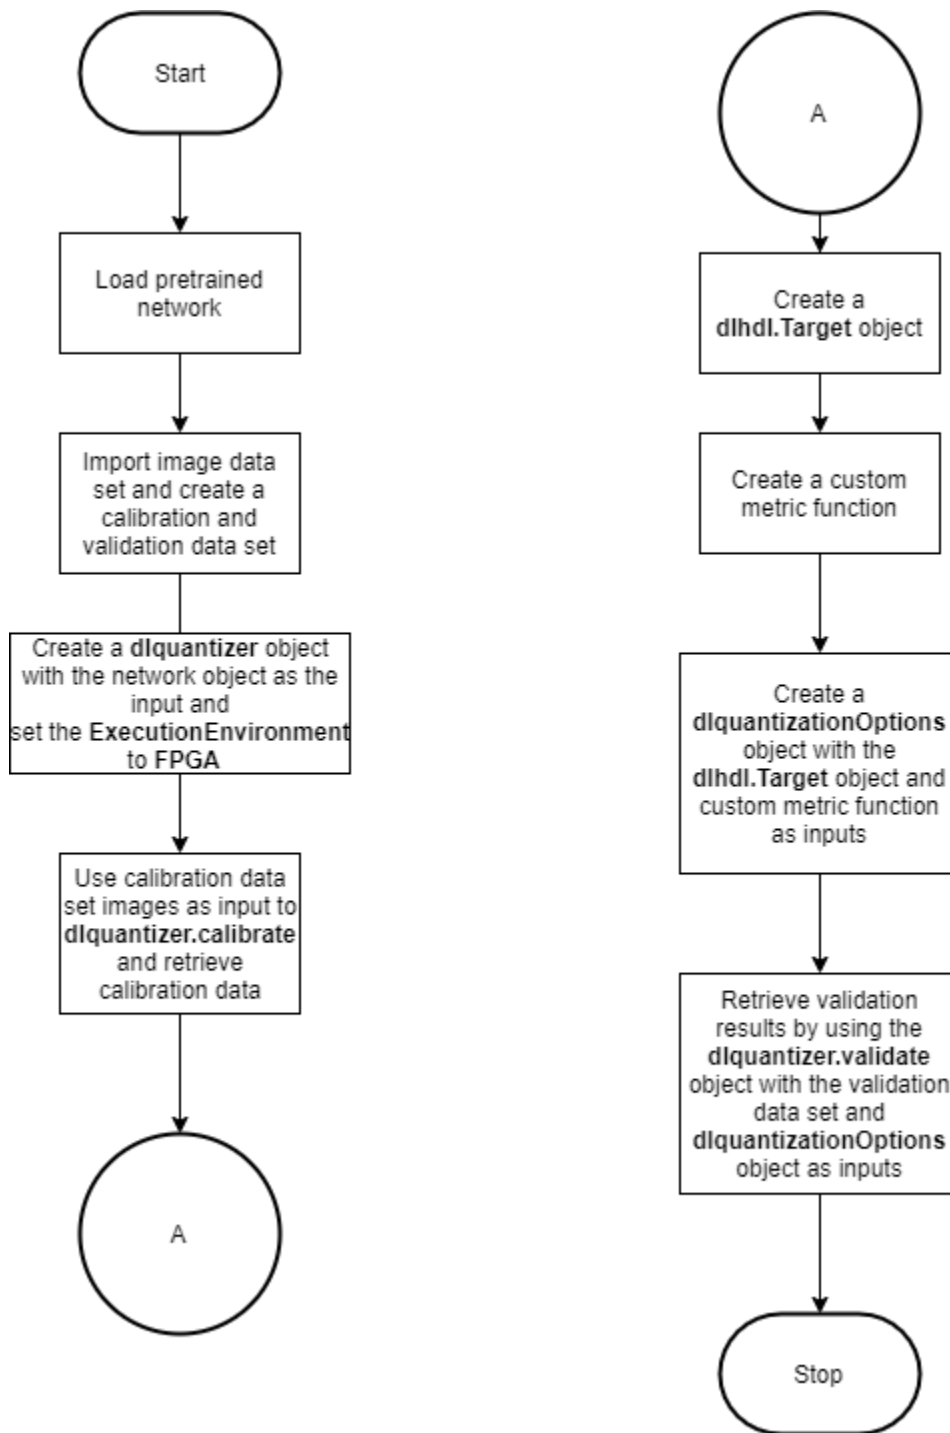 Start
Load pretrained
network
Import image data
set and create a
calibration and
validation data set
Create a dlquantizer object
with the network object as the
input and
set the ExecutionEnvironment
to FPGA
Use calibration data
set images as input to
dlquantizer.calibrate
and retrieve
calibration data
A
A
Create a
dlhdl.Target object
Create a custom
metric function
Create a
dlquantizationOptions
object with the
dlhdl.Target object and
custom metric function
as inputs
Retrieve validation
results by using the
dlquantizer.validate
object with the validation
data set and
dlquantizationOptions
object as inputs
Stop